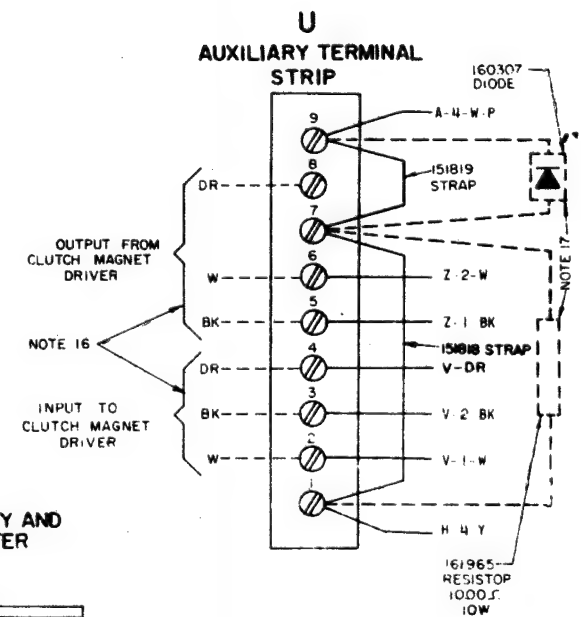 U
AUXILIARY TERMINAL
STRIP
160307
DIODE
9
A-4-W-P
8
DR
151819
STRAP
7
OUTPUT FROM
CLUTCH MAGNET
DRIVER
6
W
Z-2-W
NOTE 17
5
BK
Z-1 BK
NOTE 16
4
DR
151818 STRAP
V-DR
INPUT TO
CLUTCH MAGNET
DRIVER
3
BK
V-2 BK
2
W
V-1-W
1
H 4 Y
Y AND
TER
161965
RESISTOP
1000Ω
10W